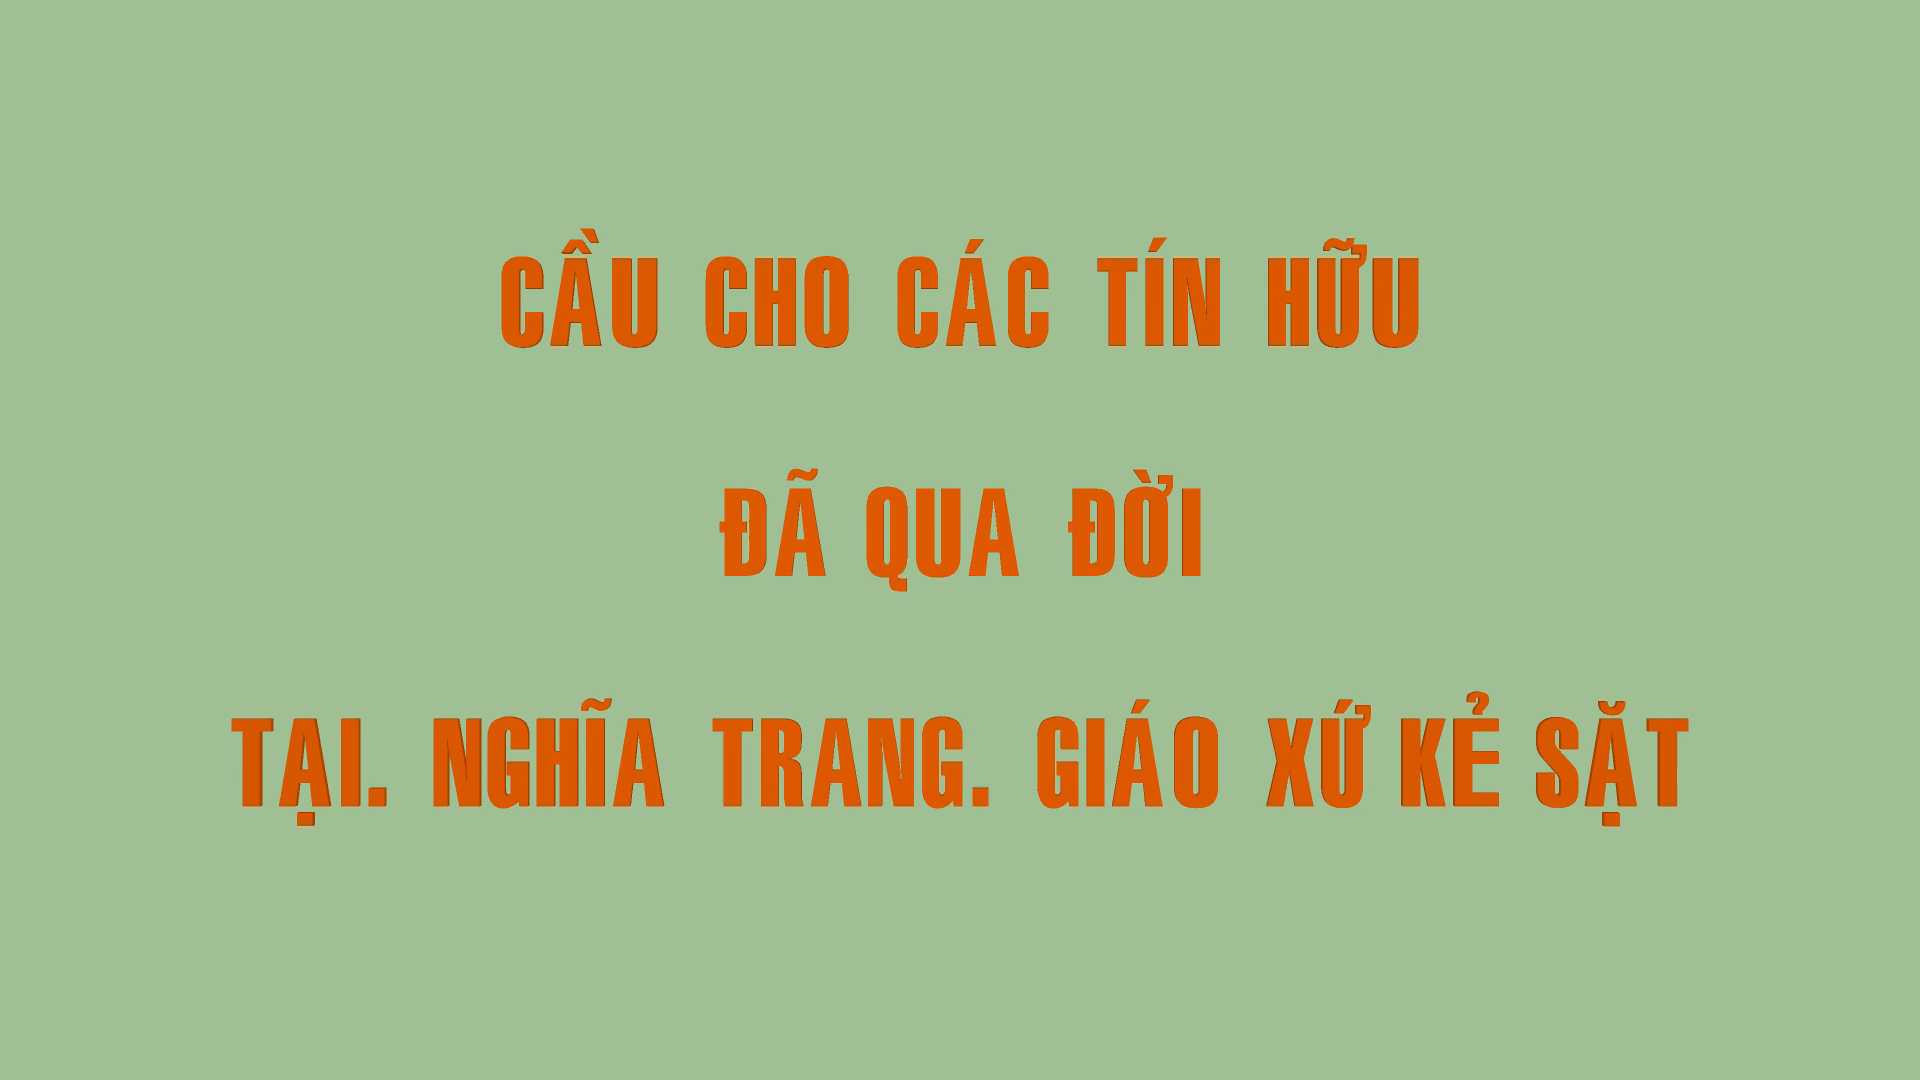 CẦU CHO CÁC TÍN HỮU
ĐÃ QUA ĐỜI
TẠI. NGHĨA TRANG. GIÁO XỨ KẺ SẶT